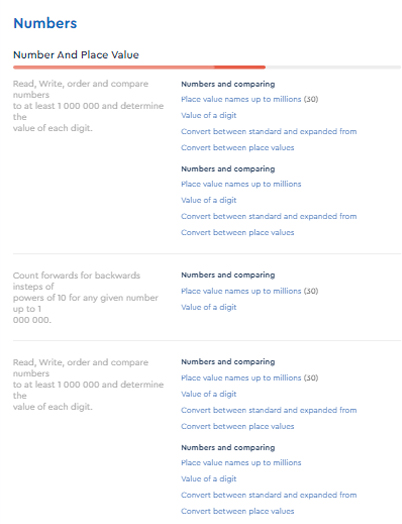 Numbers
Number And Place Value
Read, Write, order and compare
numbers
to at least 1 000 000 and determine
the
value of each digit.
Numbers and comparing
Place value names up to millions (30)
Value of a digit
Convert between standard and expanded from
Convert between place values
Numbers and comparing
Place value names up to millions
Value of a digit
Convert between standard and expanded from
Convert between place values
Count forwards for backwards
insteps of
powers of 10 for any given number
up to 1
000 000.
Numbers and comparing
Place value names up to millions (30)
Value of a digit
Read, Write, order and compare
numbers
to at least 1 000 000 and determine
the
value of each digit.
Numbers and comparing
Place value names up to millions (30)
Value of a digit
Convert between standard and expanded from
Convert between place values
Numbers and comparing
Place value names up to millions
Value of a digit
Convert between standard and expanded from
Convert between place values